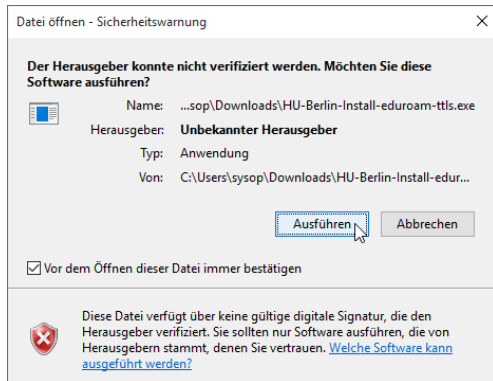 Datei öffnen - Sicherheitswarnung
Der Herausgeber konnte nicht verifiziert werden. Möchten Sie diese
Software ausführen?
Name: ...sop\Downloads\HU-Berlin-Install-eduroam-ttls.exe
Herausgeber: Unbekannter Herausgeber
Typ: Anwendung
Von: C:\Users\sysop\Downloads\HU-Berlin-Install-edur...
Ausführen Abbrechen
Vor dem Öffnen dieser Datei immer bestätigen
Diese Datei verfügt über keine gültige digitale Signatur, die den
Herausgeber verifiziert. Sie sollten nur Software ausführen, die von
Herausgebern stammt, denen Sie vertrauen. Welche Software kann
ausgeführt werden?